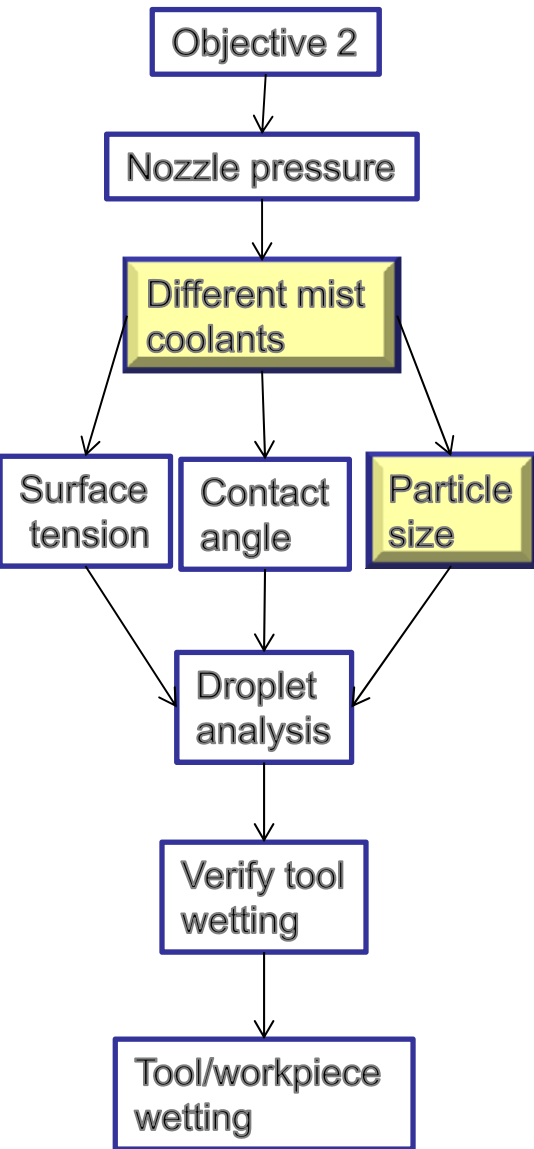 Objective 2
Nozzle pressure
Different mist
coolants
Surface
tension
Contact
angle
Particle
size
Droplet
analysis
Verify tool
wetting
Tool/workpiece
wetting